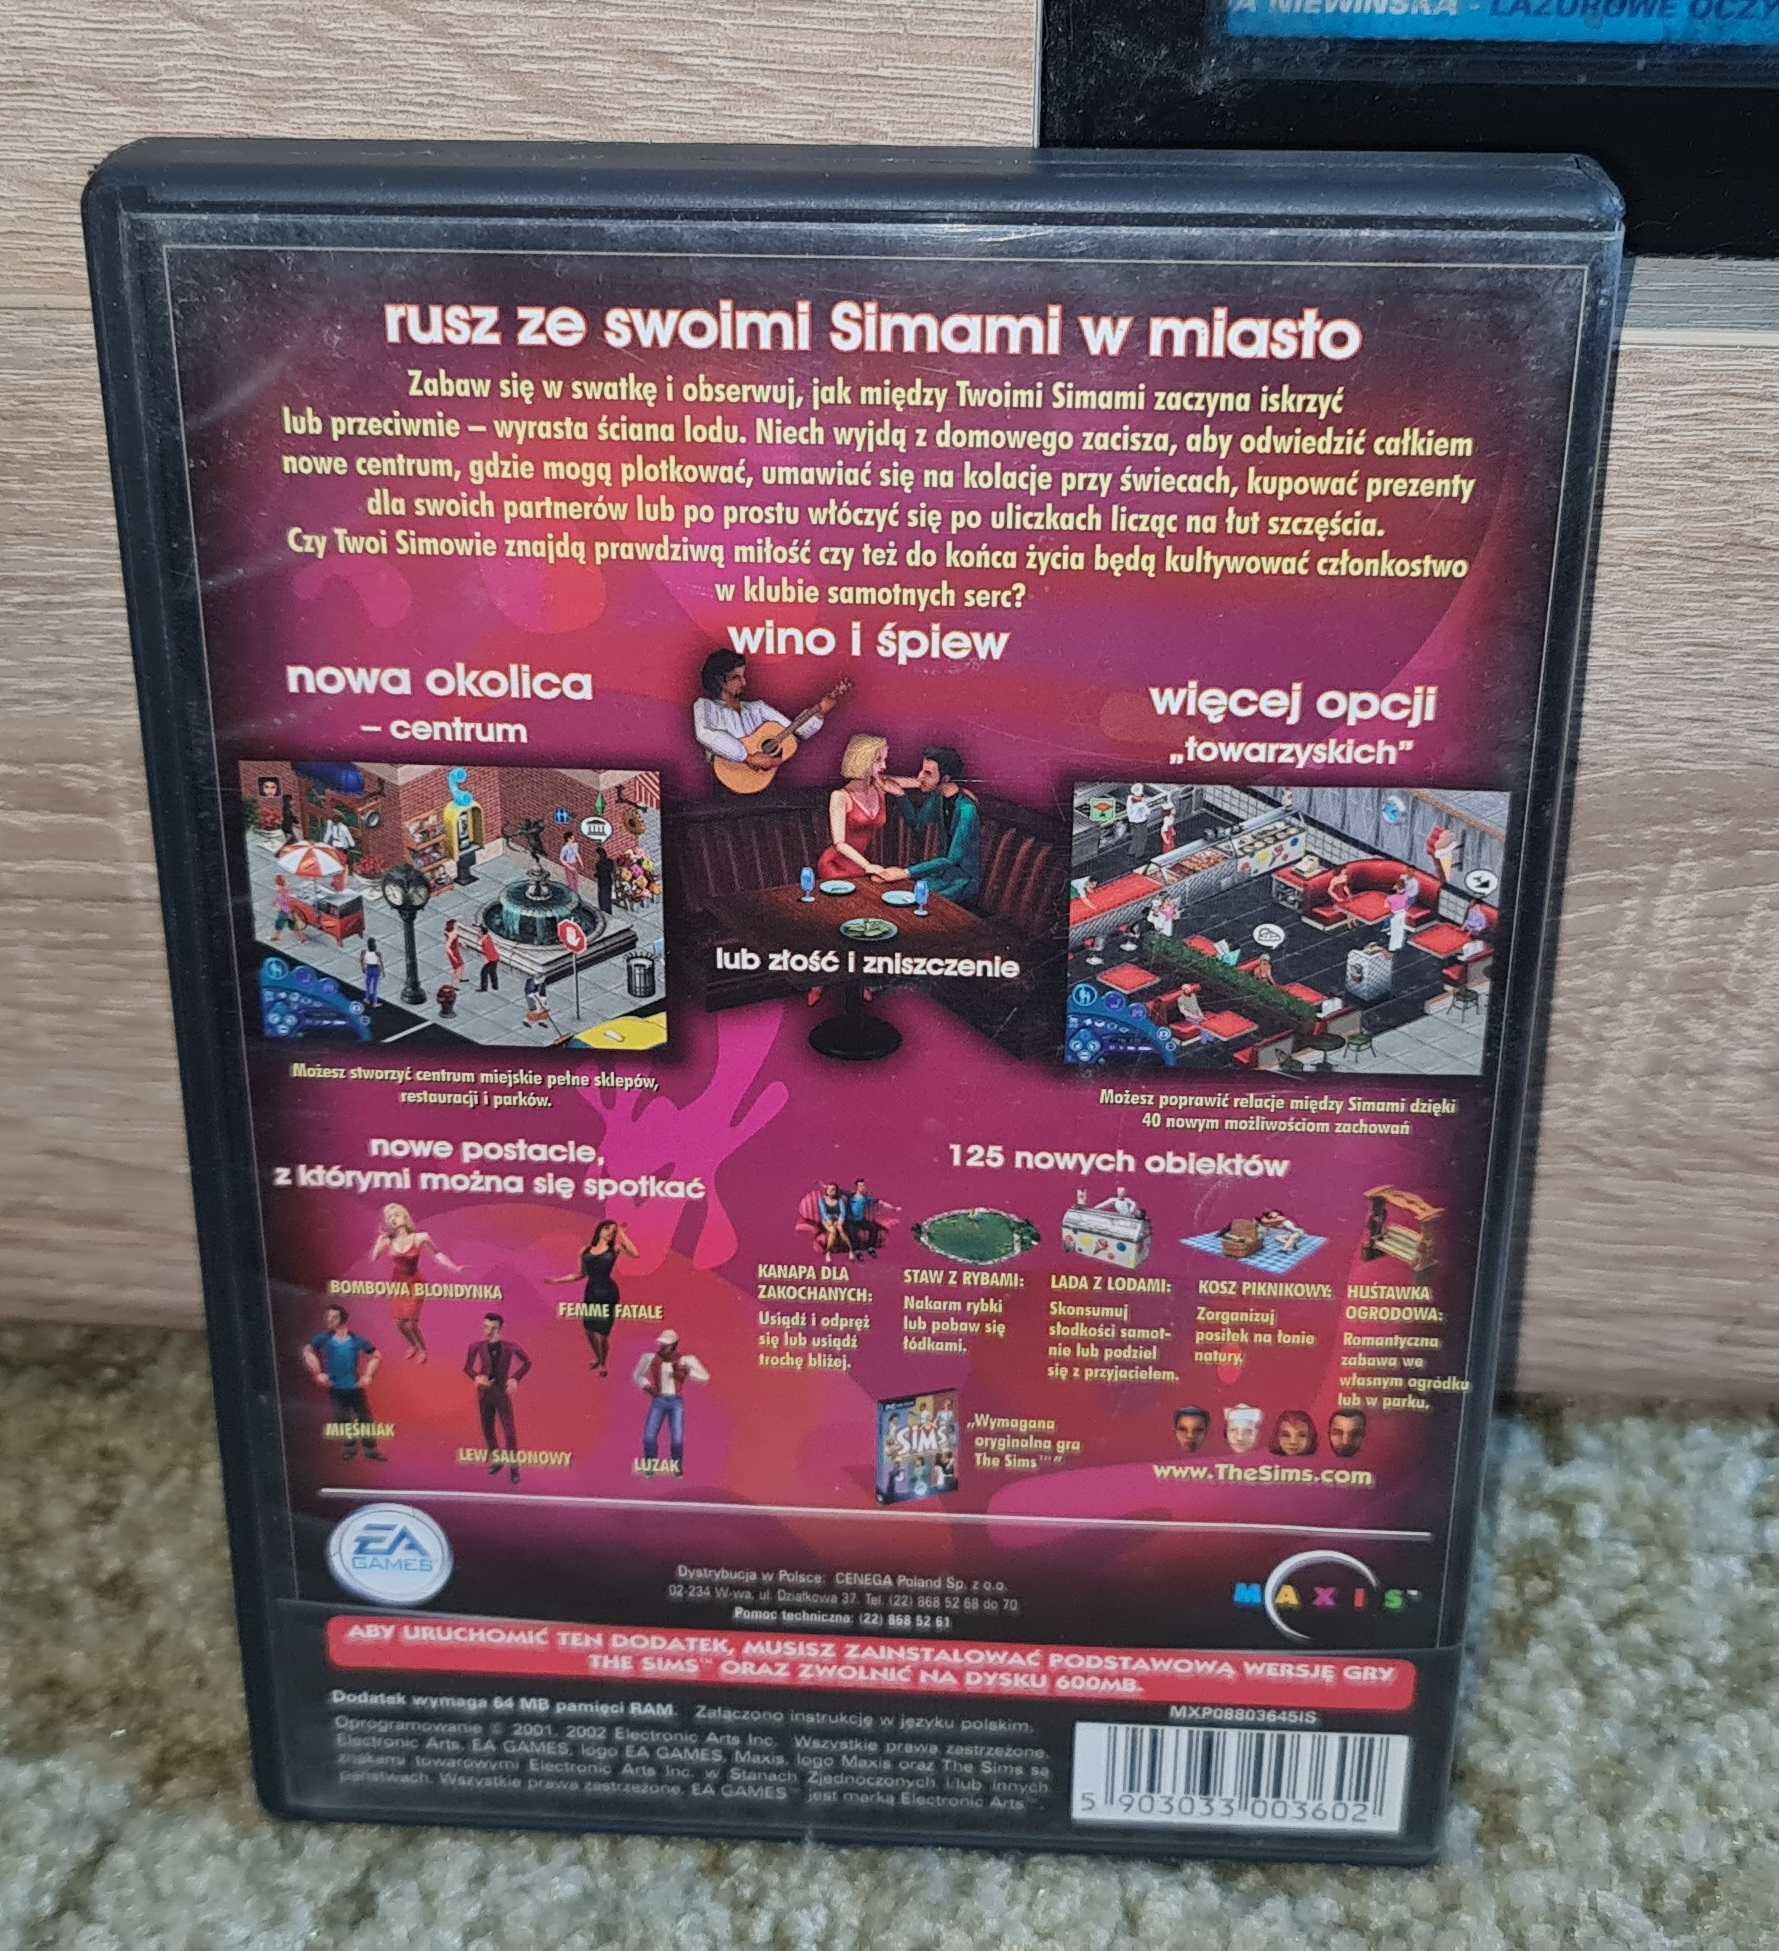 NIEWIŃSKA - LAZUROWE OCZY
rusz ze swoimi Simami w miasto
Zabaw się w swatkę i obserwuj, jak między Twoimi Simami zaczyna iskrzyć
lub przeciwnie – wyrasta ściana lodu. Niech wyjdą z domowego zacisza, aby odwiedzić całkiem
nowe centrum, gdzie mogą plotkować, umawiać się na kolacje przy świecach, kupować prezenty
dla swoich partnerów lub po prostu włóczyć się po uliczkach licząc na łut szczęścia.
Czy Twoi Simowie znajdą prawdziwą miłość czy też do końca życia będą kultywować członkostwo
w klubie samotnych serc?
wino i śpiew
lub złość i zniszczenie
nowa okolica
– centrum
Możesz stworzyć centrum miejskie pełne sklepów,
restauracji i parków.
więcej opcji
„towarzyskich”
Możesz poprawić relacje między Simami dzięki
40 nowym możliwościom zachowań
nowe postacie,
z którymi można się spotkać
BOMBOWA BLONDYNKA
FEMME FATALE
MIĘŚNIAK
LEW SALONOWY
LUZAK
125 nowych obiektów
KANAPA DLA
ZAKOCHANYCH:
Usiądź i odpręż
się lub usiądź
trochę bliżej.
STAW Z RYBAMI:
Nakarm rybki
lub pobaw się
łódkami.
LADA Z LODAMI:
Skonsumuj
słodkości samot-
nie lub podziel
się z przyjacielem.
KOSZ PIKNIKOWY:
Zorganizuj
posiłek na łonie
natury.
HUŚTAWKA
OGRODOWA:
Romantyczna
zabawa we
własnym ogródku
lub w parku.
SIMS
„Wymagana
oryginalna gra
The Sims™”
www.TheSims.com
EA
GAMES
Dystrybucja w Polsce: CENEGA Poland Sp. z o.o.
02-234 W-wa, ul. Działkowa 37. Tel. (22) 868 52 68 do 70
Pomoc techniczna: (22) 868 52 61
MAXIS™
ABY URUCHOMIĆ TEN DODATEK, MUSISZ ZAINSTALOWAĆ PODSTAWOWĄ WERSJĘ GRY
THE SIMS™ ORAZ ZWOLNIĆ NA DYSKU 600MB.
Dodatek wymaga 64 MB pamięci RAM. Załączono instrukcję w języku polskim.
Oprogramowanie © 2001, 2002 Electronic Arts Inc. Wszystkie prawa zastrzeżone.
Electronic Arts, EA GAMES, logo EA GAMES, Maxis, logo Maxis oraz The Sims są
znakami towarowymi Electronic Arts Inc. w Stanach Zjednoczonych i/lub innych
państwach. Wszystkie prawa zastrzeżone. EA GAMES™ jest marką Electronic Arts™.
MXP08803645IS
5 903033 003602